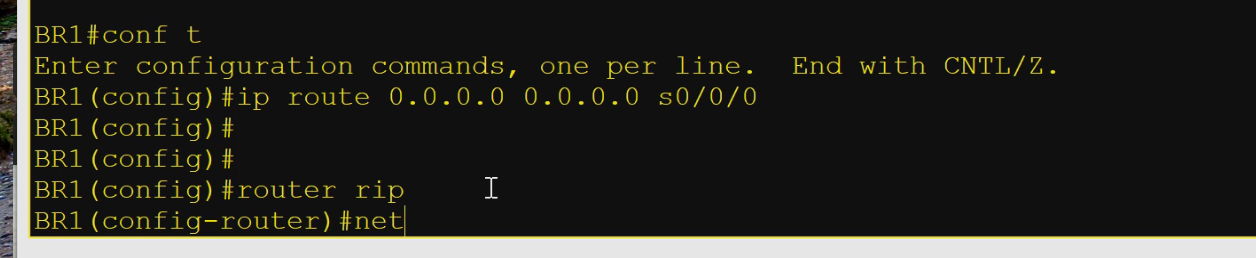 BR1#conf t
Enter configuration commands, one per line.  End with CNTL/Z.
BR1(config)#ip route 0.0.0.0 0.0.0.0 s0/0/0
BR1(config)#
BR1(config)#
BR1(config)#router rip
BR1(config-router)#net